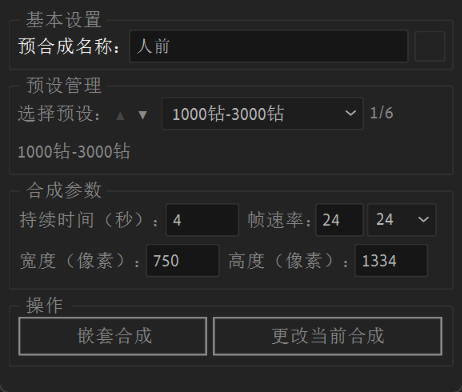 基本设置
预合成名称： 人前
预设管理
选择预设： ▲ ▼ 1000钻-3000钻 1/6
1000钻-3000钻
合成参数
持续时间（秒）： 4 帧速率： 24 24
宽度（像素）： 750 高度（像素）： 1334
操作
嵌套合成 更改当前合成